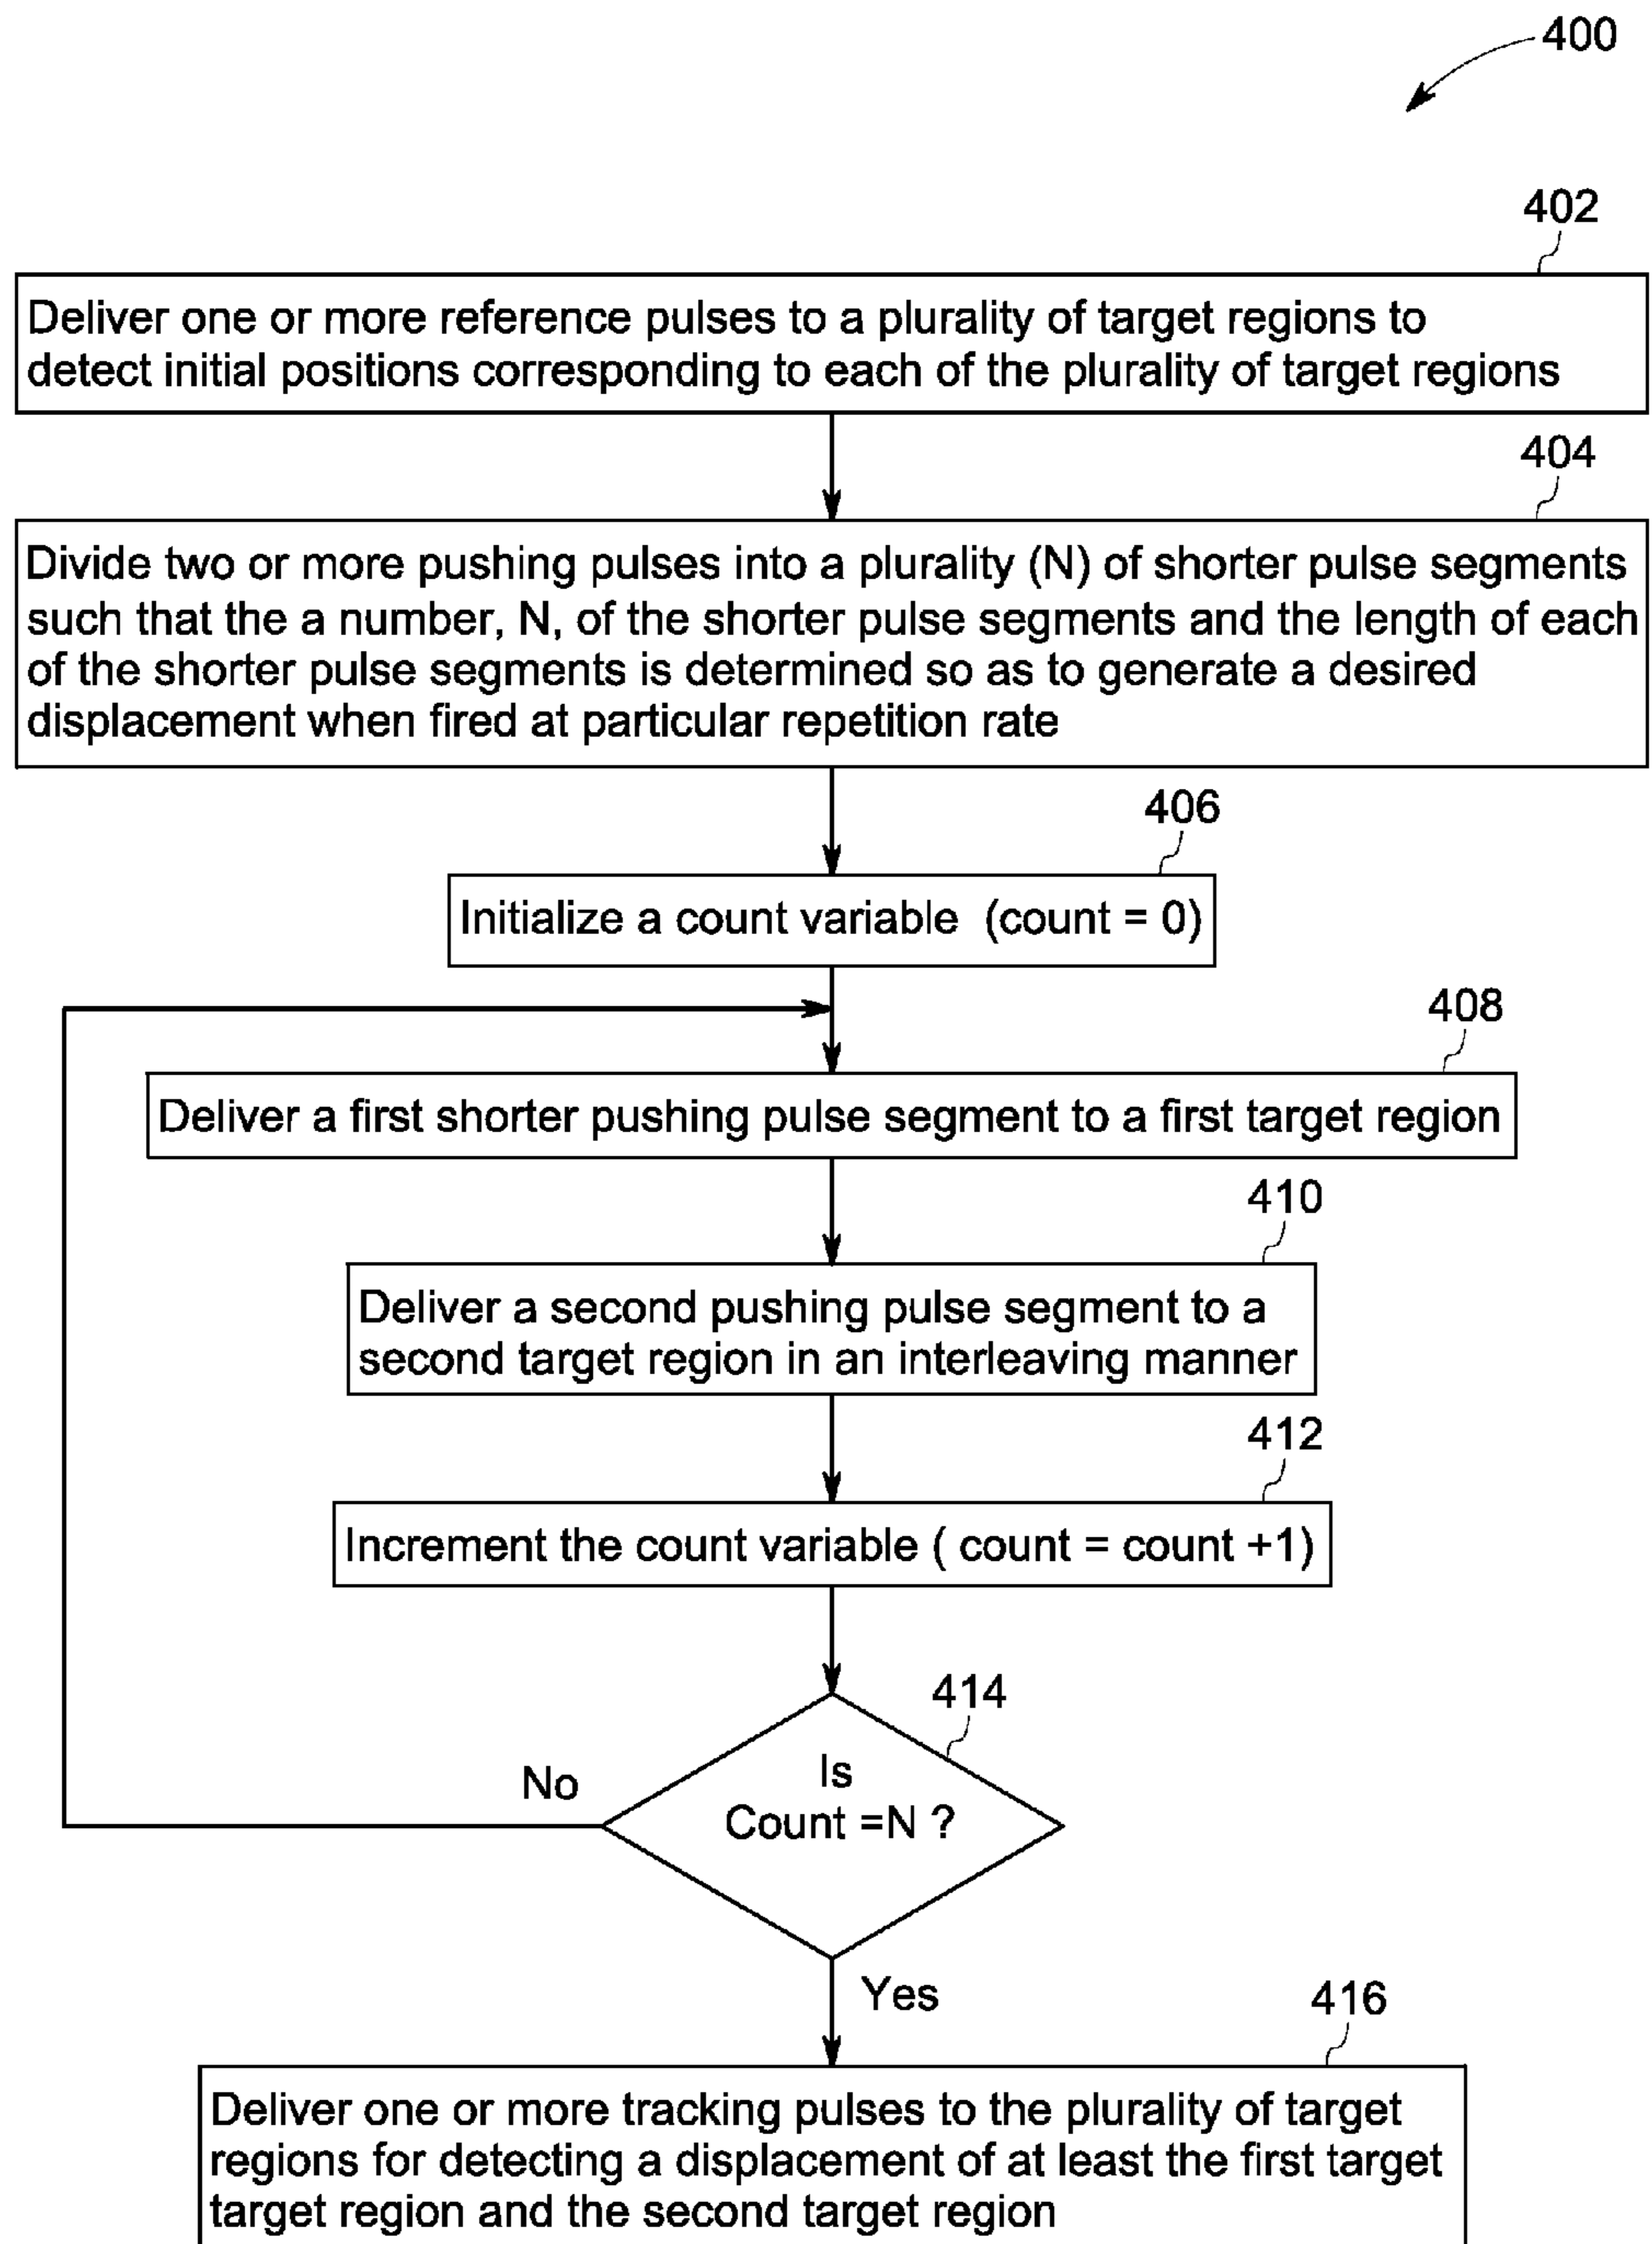 400
402
Deliver one or more reference pulses to a plurality of target regions to
detect initial positions corresponding to each of the plurality of target regions
404
Divide two or more pushing pulses into a plurality (N) of shorter pulse segments
such that the a number, N, of the shorter pulse segments and the length of each
of the shorter pulse segments is determined so as to generate a desired
displacement when fired at particular repetition rate
406
Initialize a count variable (count = 0)
408
Deliver a first shorter pushing pulse segment to a first target region
410
Deliver a second pushing pulse segment to a
second target region in an interleaving manner
412
Increment the count variable ( count = count +1)
414
Is
Count =N ?
No
Yes
416
Deliver one or more tracking pulses to the plurality of target
regions for detecting a displacement of at least the first target
target region and the second target region